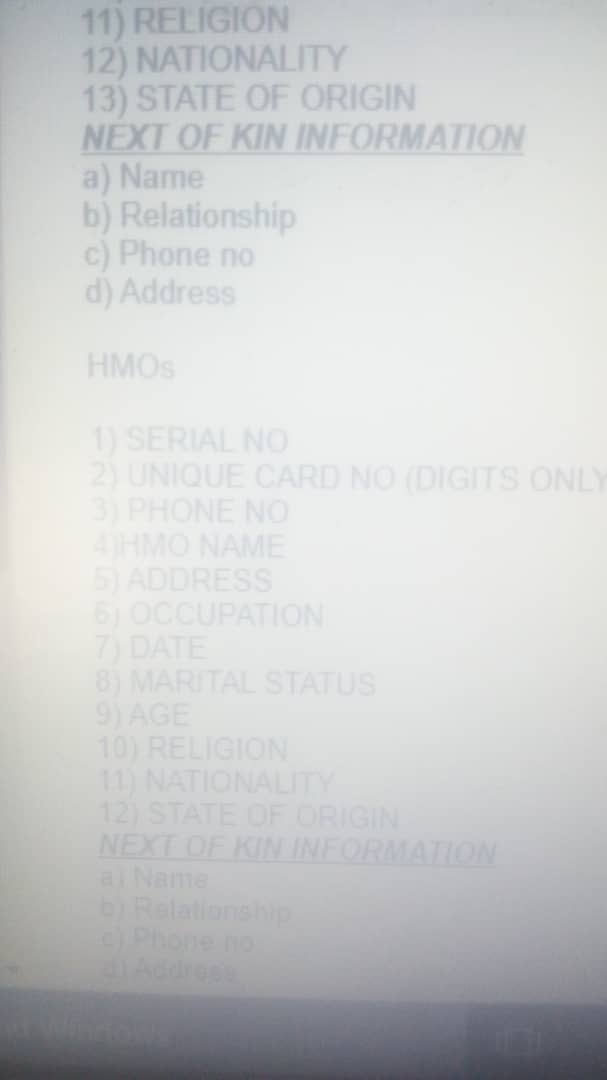 11) RELIGION
12) NATIONALITY
13) STATE OF ORIGIN
NEXT OF KIN INFORMATION
a) Name
b) Relationship
c) Phone no
d) Address
HMOs
1) SERIAL NO
2) UNIQUE CARD NO (DIGITS ONLY
3) PHONE NO
4)HMO NAME
5) ADDRESS
6) OCCUPATION
7) DATE
8) MARITAL STATUS
9) AGE
10) RELIGION
11) NATIONALITY
12) STATE OF ORIGIN
NEXT OF KIN INFORMATION
a) Name
b) Relationship
c) Phone no
d) Address